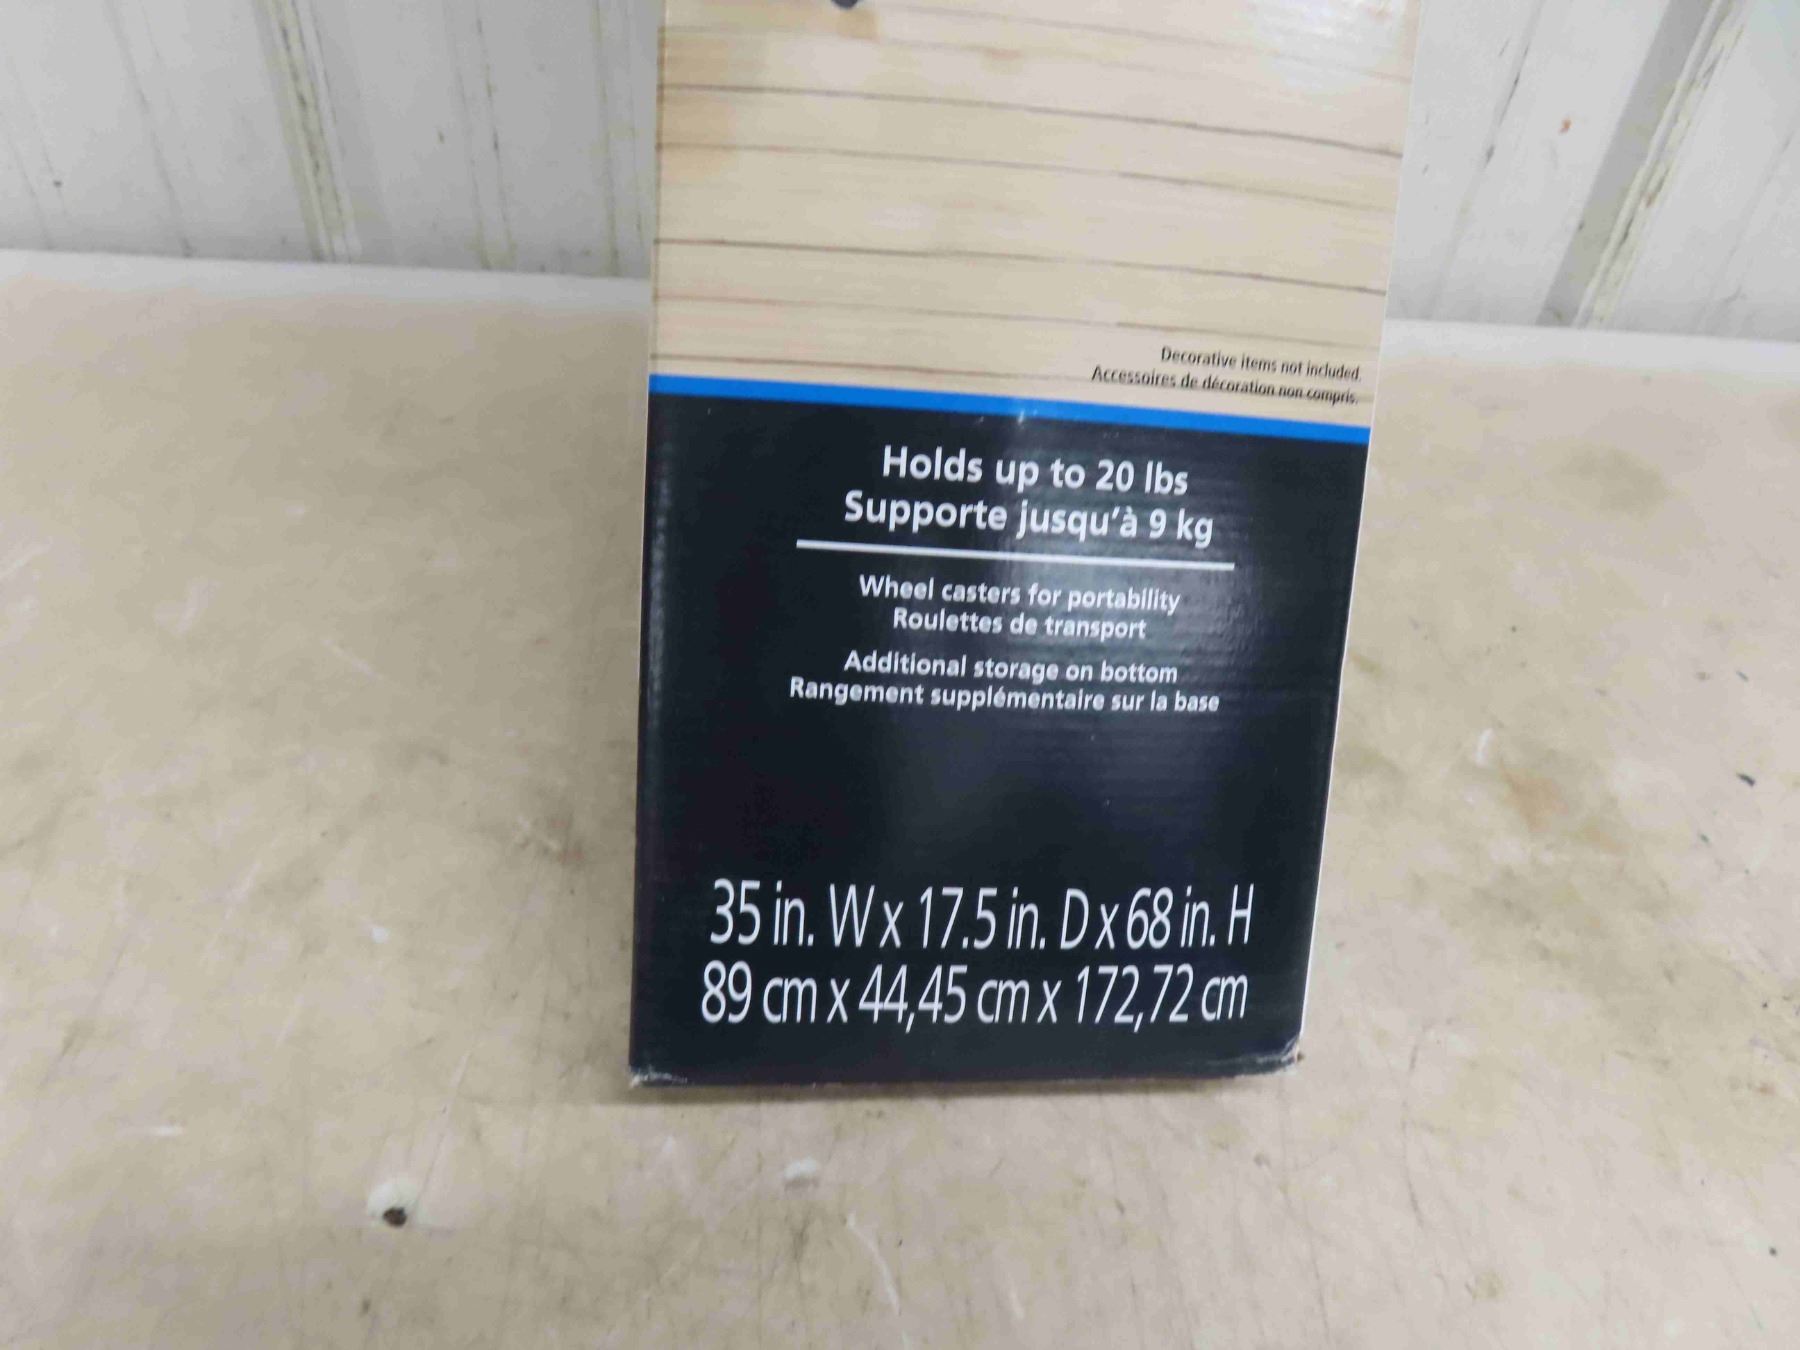 Decorative items not included.
Accessoires de décoration non compris.
Holds up to 20 lbs
Supporte jusqu'à 9 kg
Wheel casters for portability
Roulettes de transport
Additional storage on bottom
Rangement supplémentaire sur la base
35 in. W x 17.5 in. D x 68 in. H
89 cm x 44,45 cm x 172,72 cm